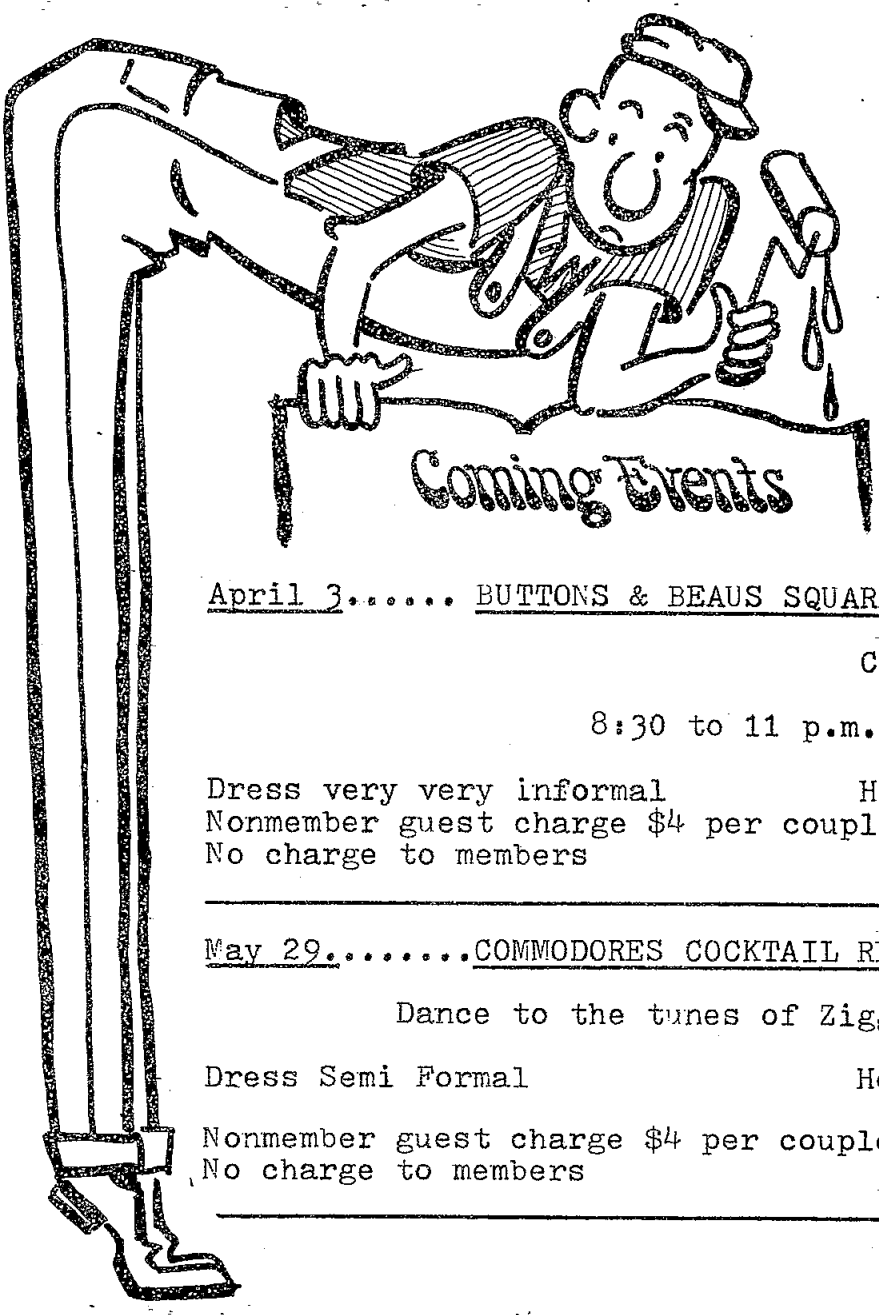 Coming Events
April 3...... BUTTONS & BEAUS SQUAR
C
8:30 to 11 p.m.
Dress very very informal H
Nonmember guest charge $4 per coupl
No charge to members
May 29........COMMODORES COCKTAIL R
Dance to the tunes of Zig
Dress Semi Formal H
Nonmember guest charge $4 per couple
No charge to members